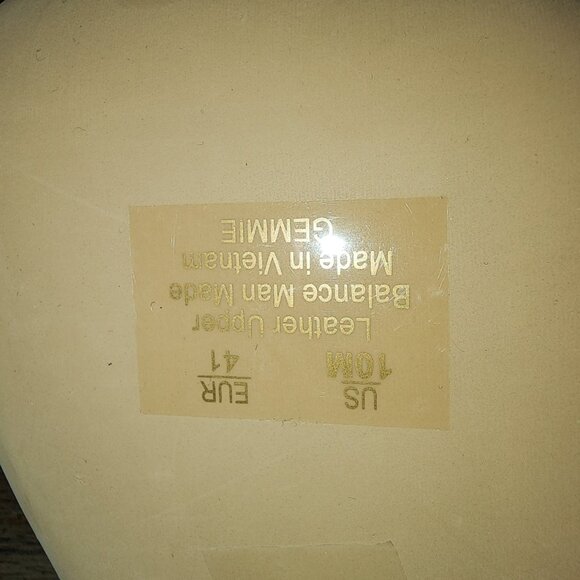 US EUR
10M 41
Leather Upper
Balance Man Made
Made in Vietnam
GEMMIE